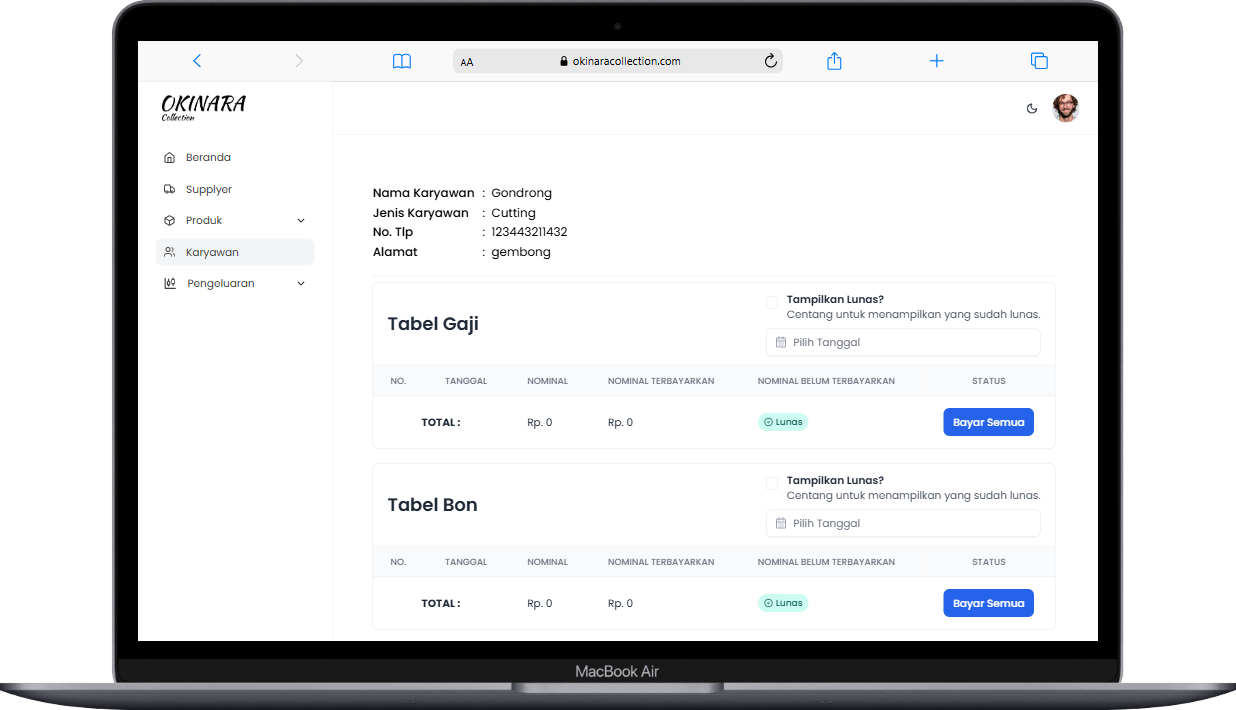 AA
okinaracollection.com
OKINARA
Collection
Beranda
Supplyer
Produk
Karyawan
Pengeluaran
Nama Karyawan : Gondrong
Jenis Karyawan : Cutting
No. Tlp : 123443211432
Alamat : gembong
Tabel Gaji
Tampilkan Lunas?
Centang untuk menampilkan yang sudah lunas.
Pilih Tanggal
NO. TANGGAL NOMINAL NOMINAL TERBAYARKAN NOMINAL BELUM TERBAYARKAN STATUS
TOTAL : Rp. 0 Rp. 0 Lunas Bayar Semua
Tabel Bon
Tampilkan Lunas?
Centang untuk menampilkan yang sudah lunas.
Pilih Tanggal
NO. TANGGAL NOMINAL NOMINAL TERBAYARKAN NOMINAL BELUM TERBAYARKAN STATUS
TOTAL : Rp. 0 Rp. 0 Lunas Bayar Semua
MacBook Air